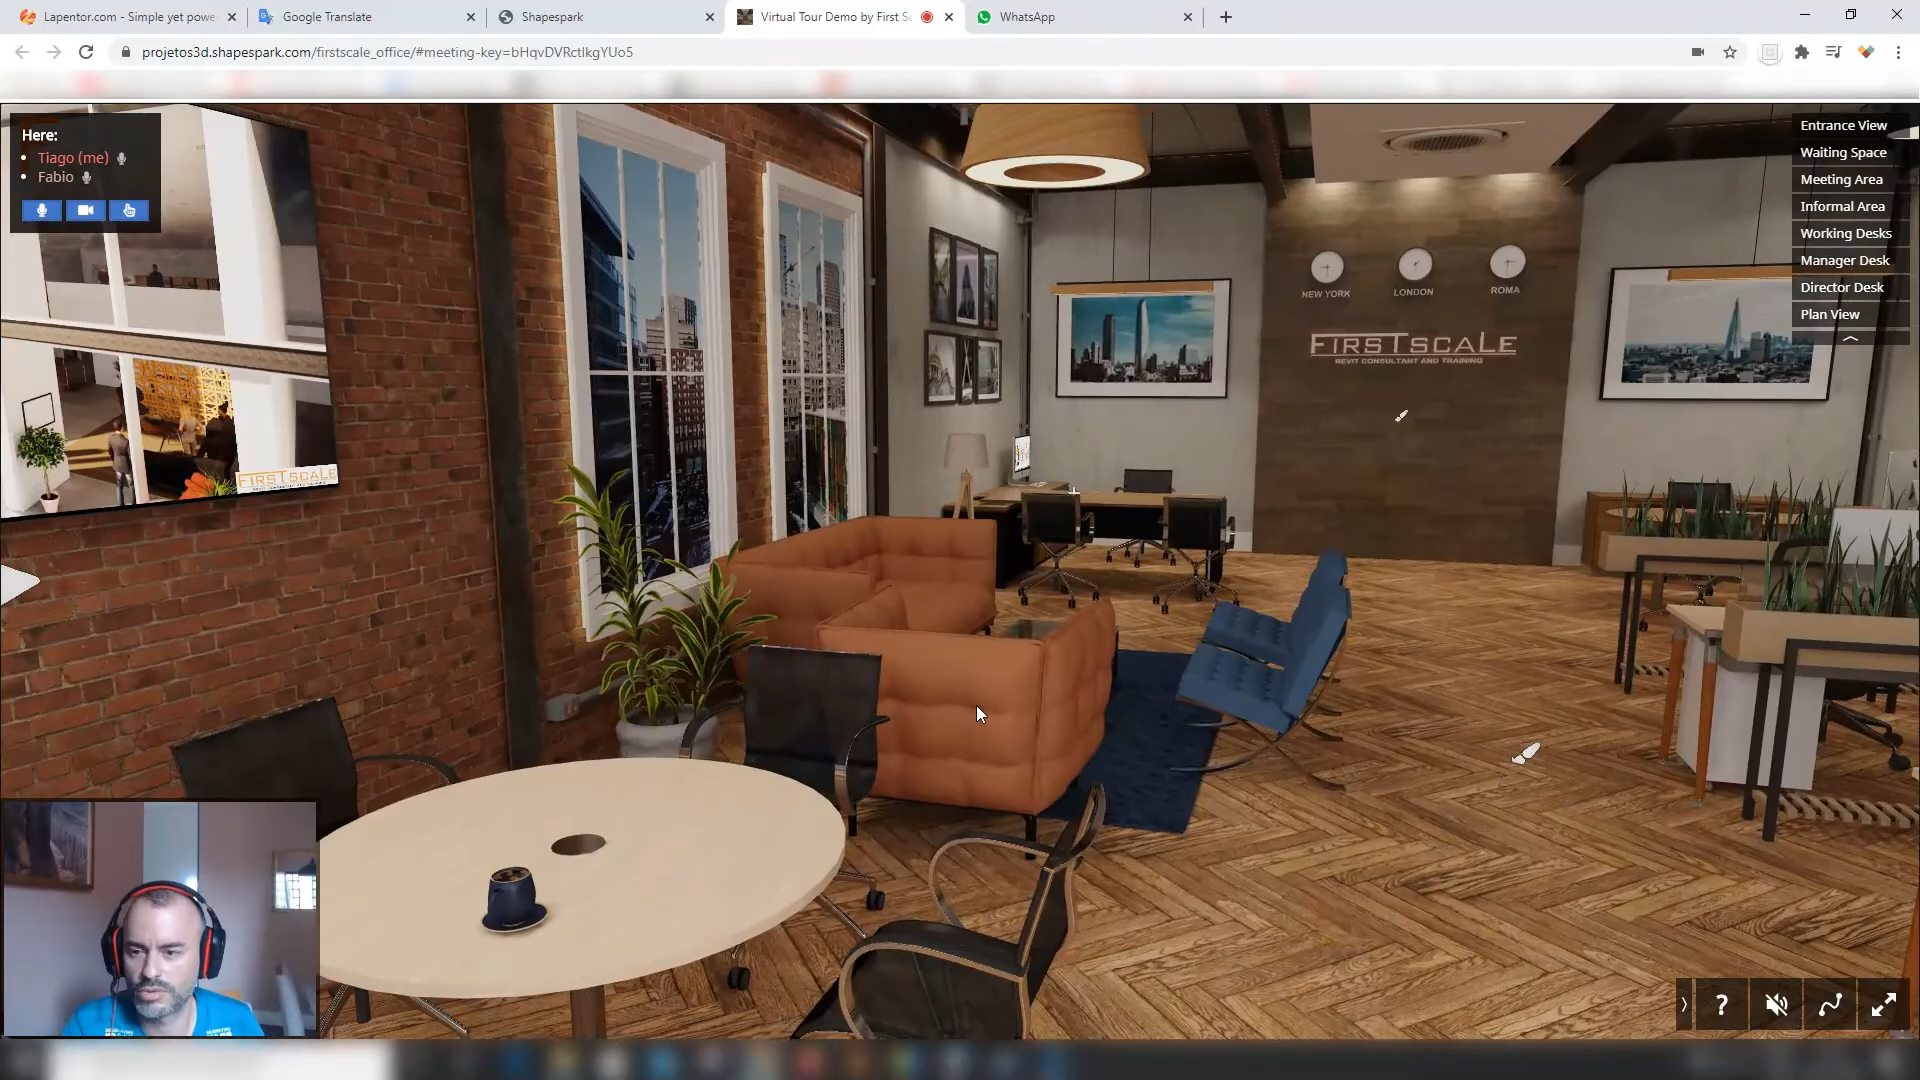 Lapentor.com - Simple yet powe
Google Translate
Shapespark
Virtual Tour Demo by First Sc
WhatsApp
projetos3d.shapespark.com/firstscale_office/#meeting-key=bHqvDVRctlkgYUo5
Here:
Tiago (me)
Fabio
Entrance View
Waiting Space
Meeting Area
Informal Area
Working Desks
Manager Desk
Director Desk
Plan View
NEW YORK
LONDON
ROMA
FIRSTSCALE
REVIT CONSULTANT AND TRAINING
FIRSTSCALE
?